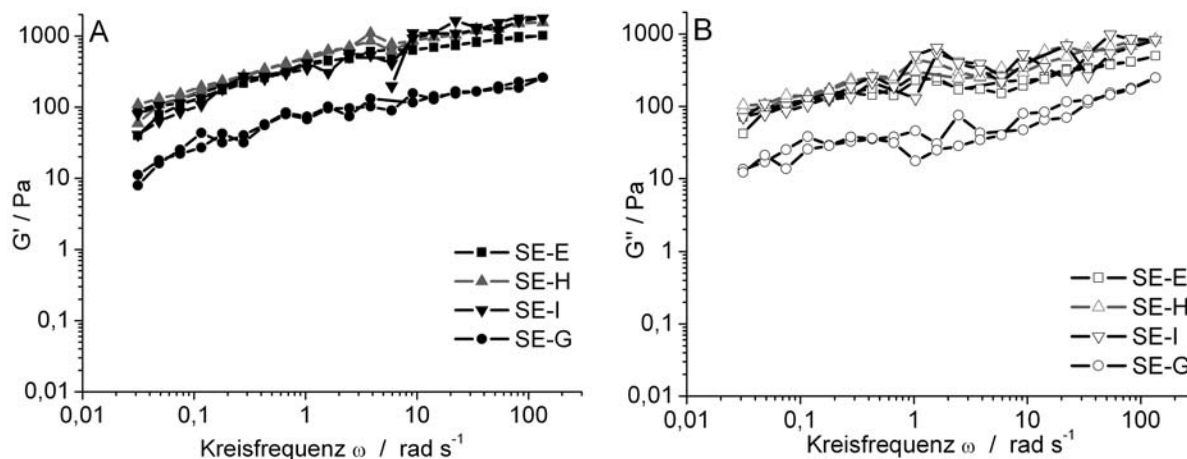 A
G' / Pa
1000
100
10
1
0,1
0,01
SE-E
SE-H
SE-I
SE-G
0,01
0,1
1
10
100
Kreisfrequenz ω / rad s⁻¹
B
G'' / Pa
1000
100
10
1
0,1
0,01
SE-E
SE-H
SE-I
SE-G
0,01
0,1
1
10
100
Kreisfrequenz ω / rad s⁻¹